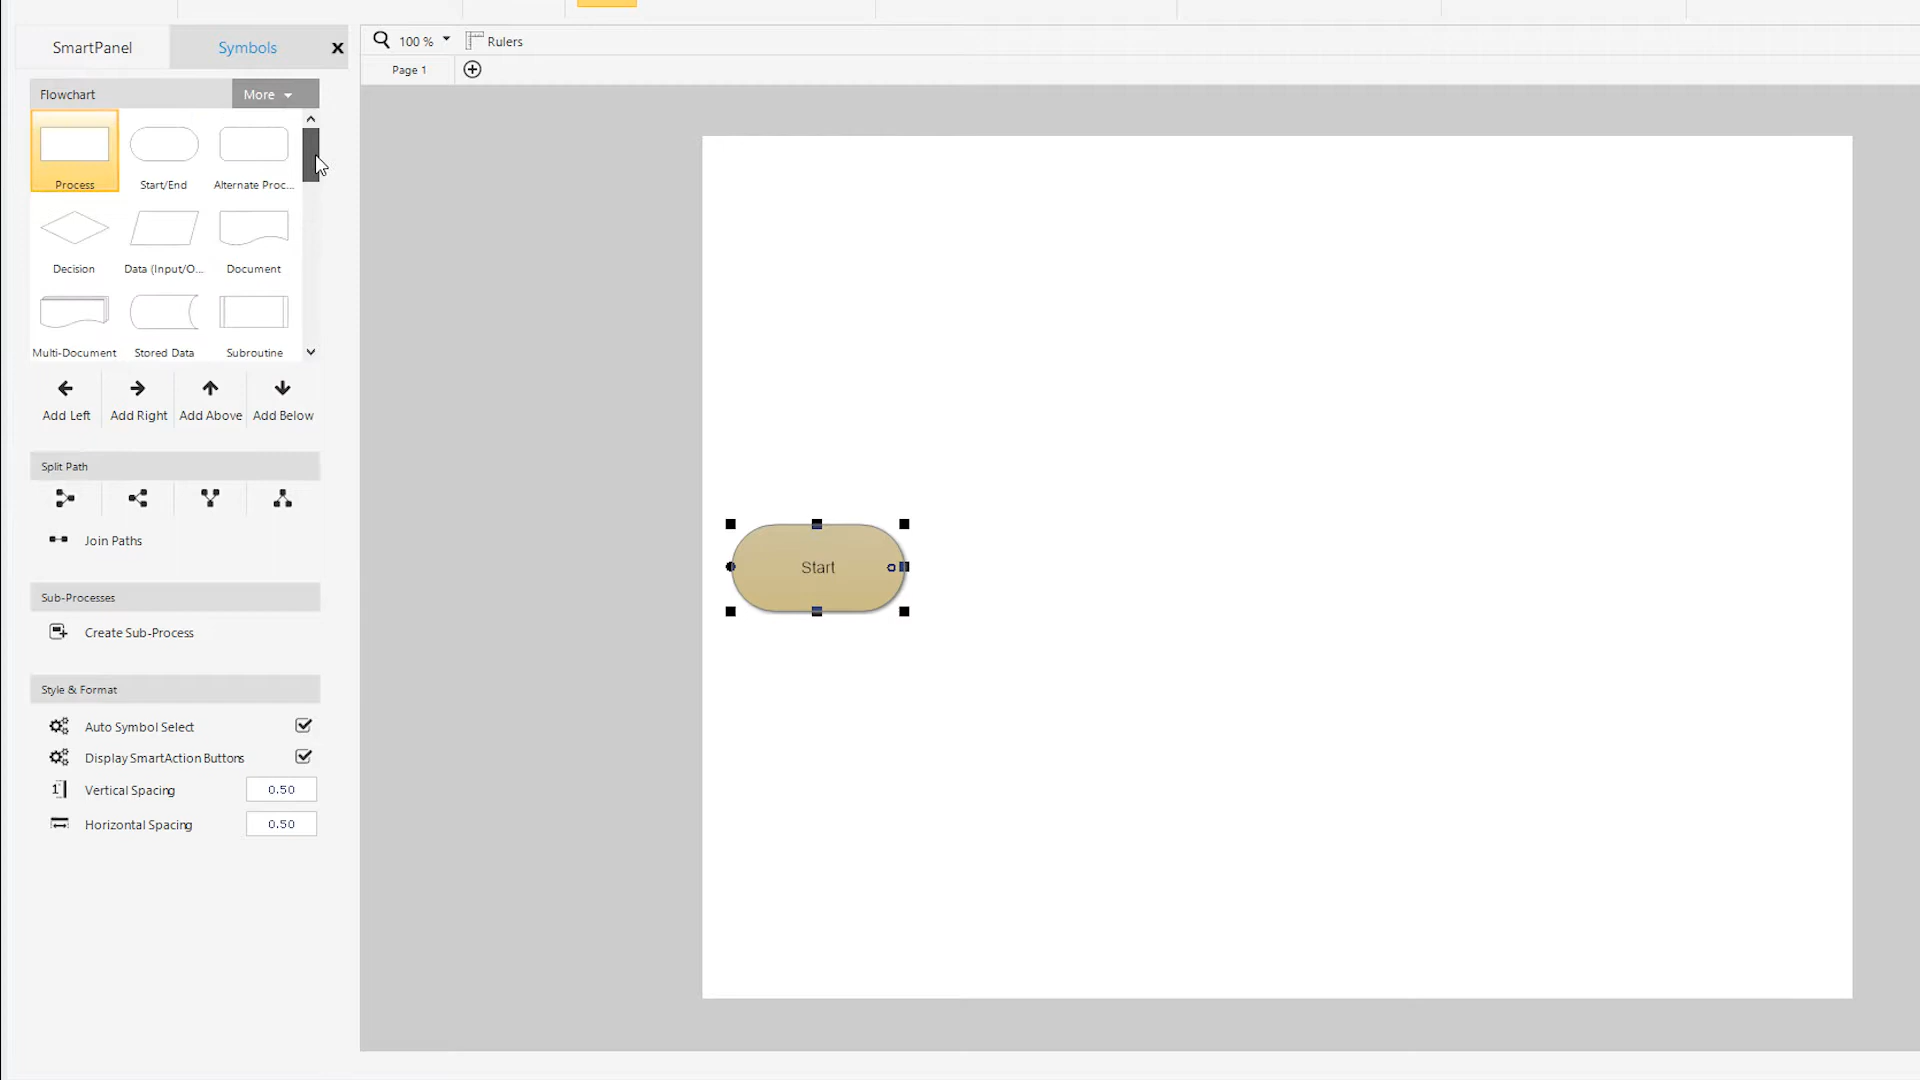 SmartPanel
Symbols
100 %
Rulers
Page 1
Flowchart
More
Process
Start/End
Alternate Proc...
Decision
Data (Input/O...
Document
Multi-Document
Stored Data
Subroutine
Add Left
Add Right
Add Above
Add Below
Split Path
Join Paths
Sub-Processes
Create Sub-Process
Style & Format
Auto Symbol Select
Display SmartAction Buttons
Vertical Spacing
0.50
Horizontal Spacing
0.50
Start